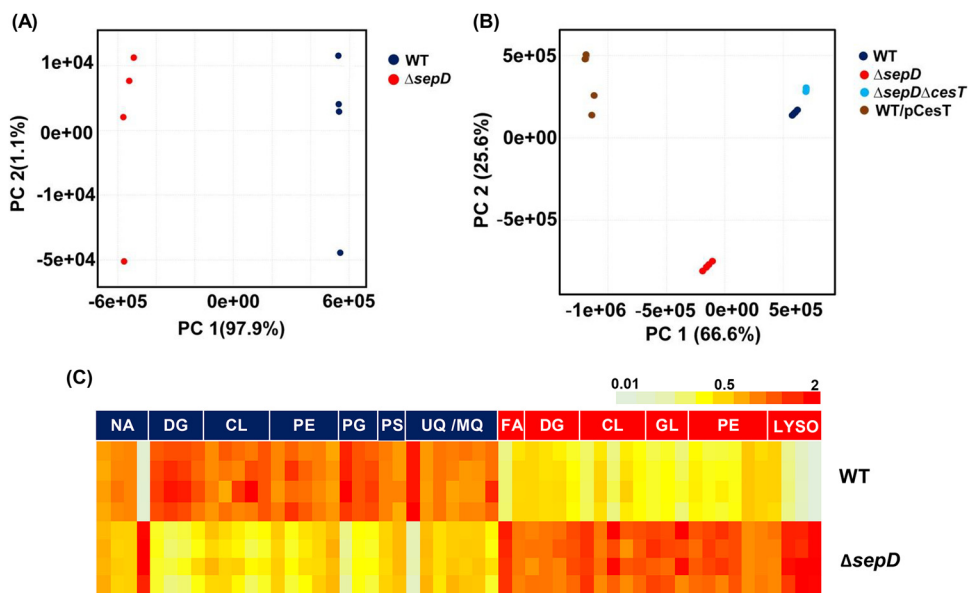 (A)
PC 2(1.1%)
1e+04
0e+00
-1e+04
-5e+04
-6e+05 0e+00 6e+05
PC 1(97.9%)
WT
ΔsepD
(B)
PC 2 (25.6%)
5e+05
0e+00
-5e+05
-1e+06 -5e+05 0e+00 5e+05
PC 1 (66.6%)
WT
ΔsepD
ΔsepDΔcesT
WT/pCesT
(C)
0.01 0.5 2
NA DG CL PE PG PS UQ /MQ FA DG CL GL PE LYSO
WT
ΔsepD